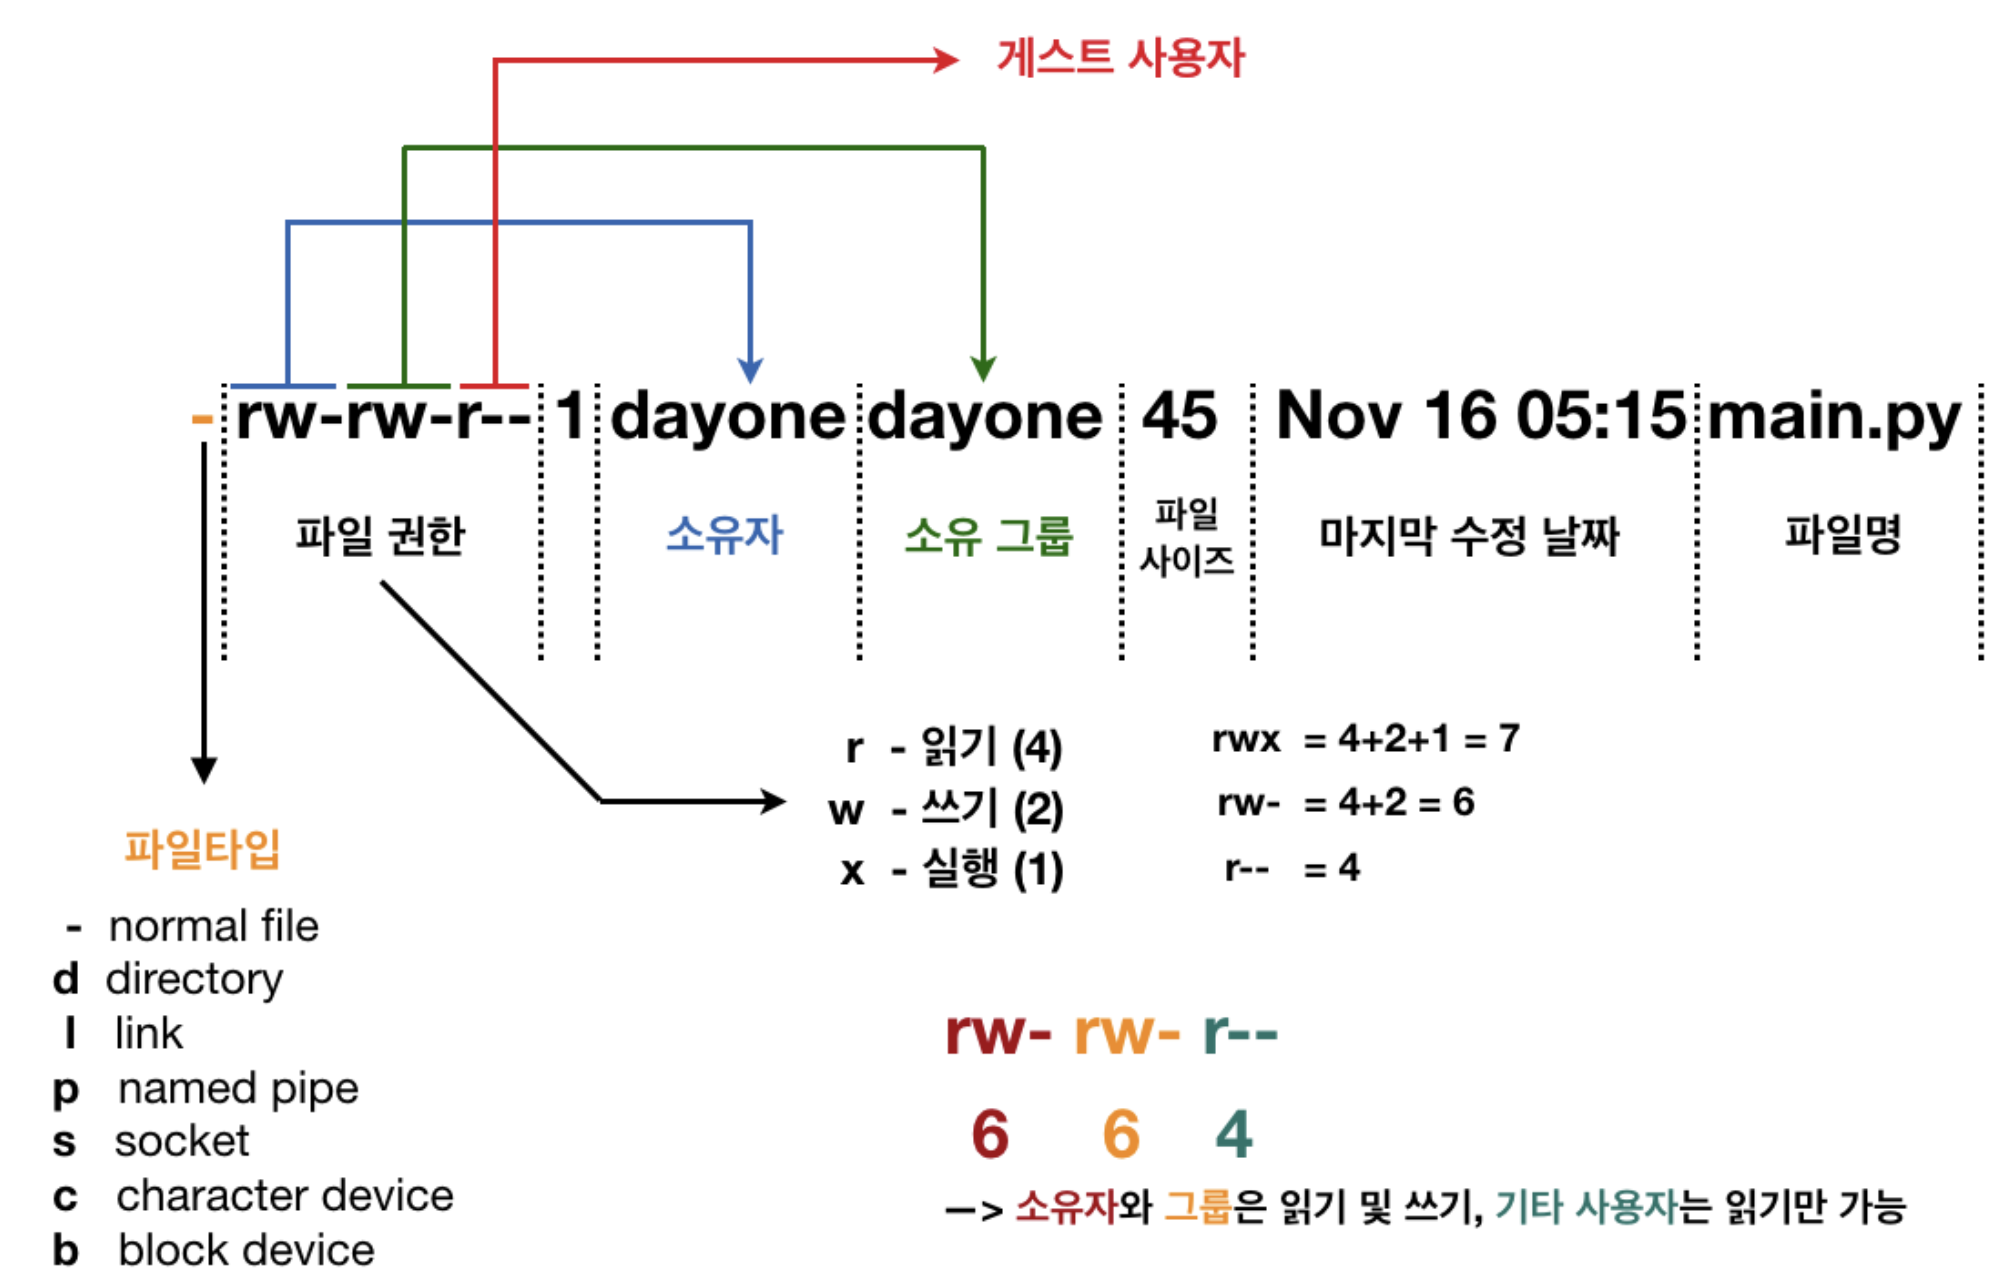 게스트 사용자
- rw-rw-r-- 1 dayone dayone 45 Nov 16 05:15 main.py
파일 권한 소유자 소유 그룹 파일 사이즈 마지막 수정 날짜 파일명
r - 읽기 (4) rwx = 4+2+1 = 7
w - 쓰기 (2) rw- = 4+2 = 6
x - 실행 (1) r-- = 4
파일타입
- normal file
d directory
l link
p named pipe
s socket
c character device
b block device
rw- rw- r--
6 6 4
—> 소유자와 그룹은 읽기 및 쓰기, 기타 사용자는 읽기만 가능